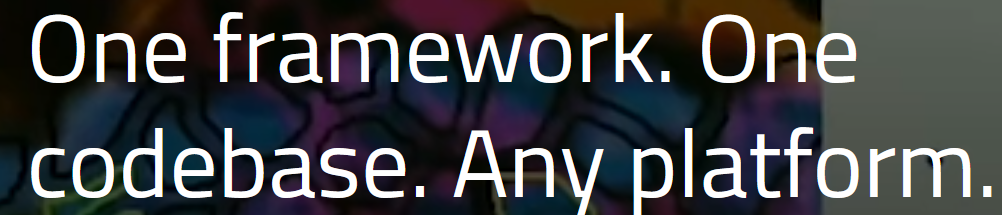 One framework. One
codebase. Any platform.